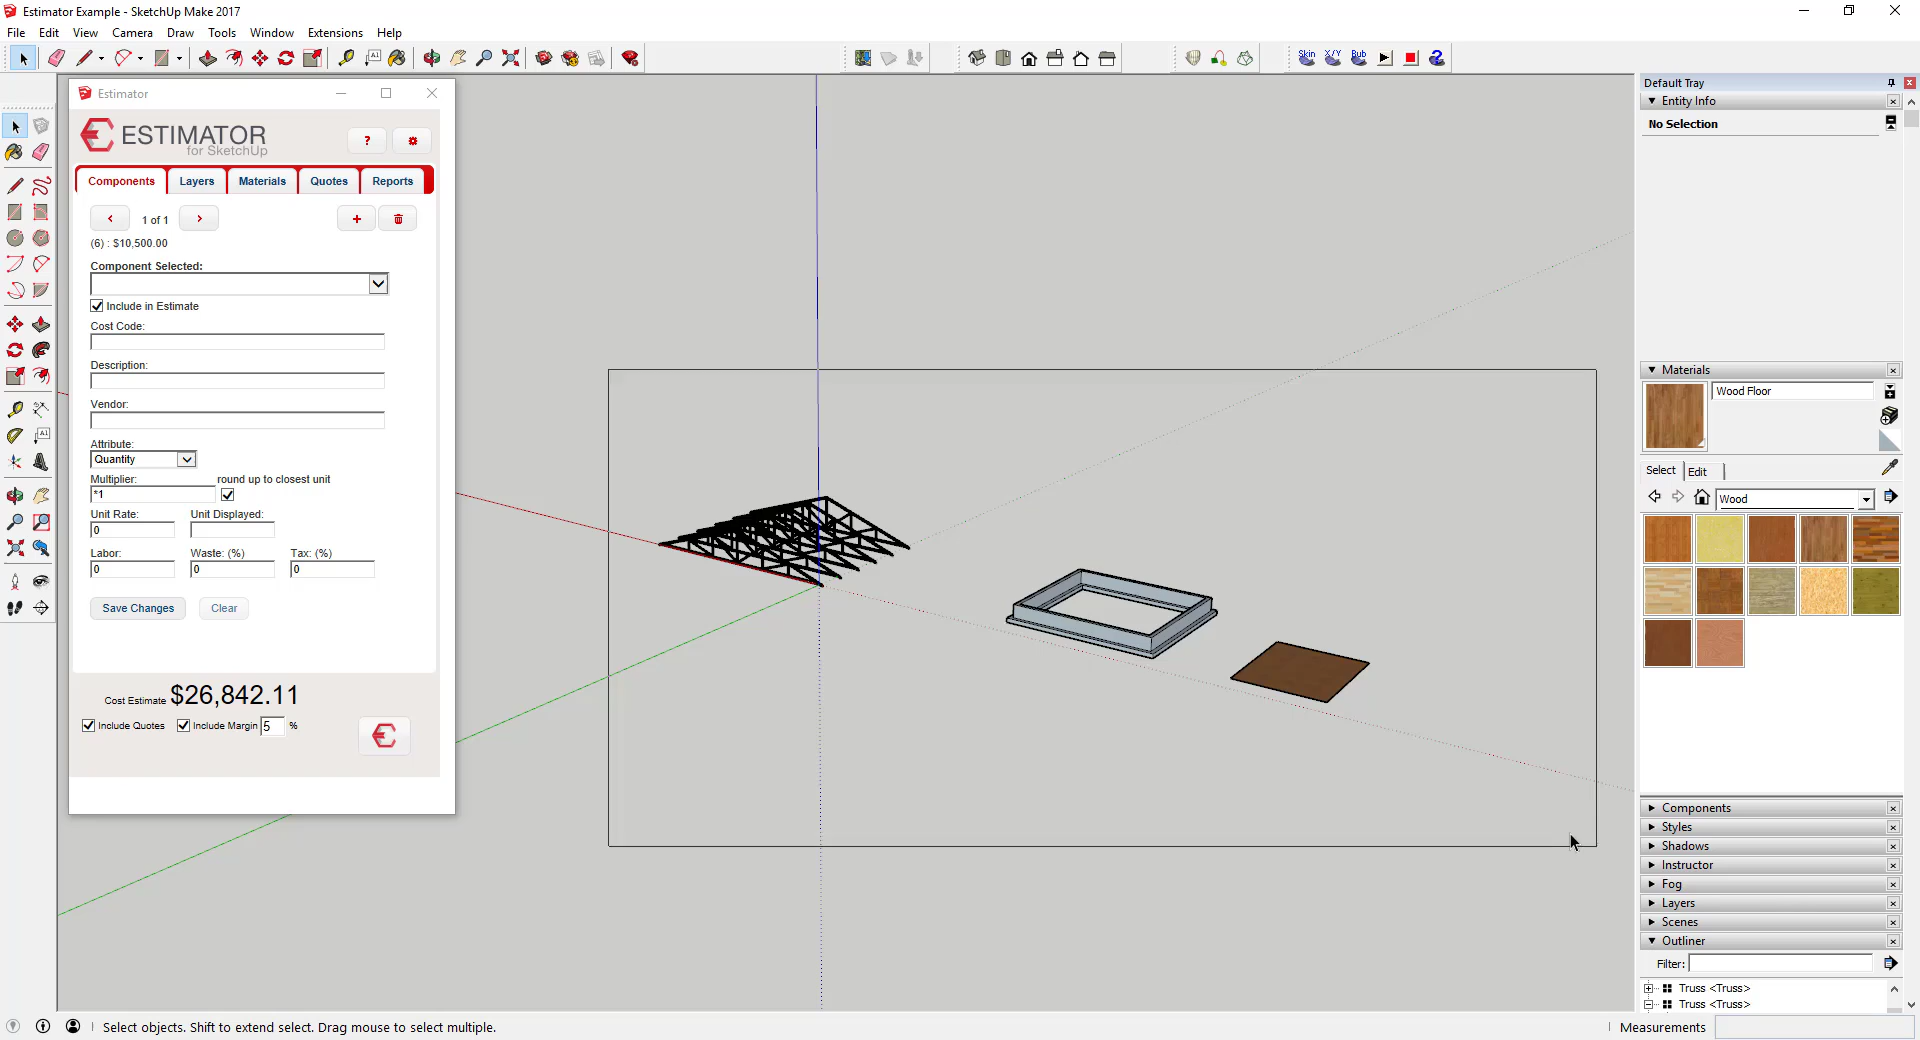 Estimator Example - SketchUp Make 2017
File Edit View Camera Draw Tools Window Extensions Help
A1
Skin X/Y Bub ?
Estimator
ESTIMATOR
for SketchUp
?
Components Layers Materials Quotes Reports
< 1 of 1 > +
(6) : $10,500.00
Component Selected:
Include in Estimate
Cost Code:
Description:
Vendor:
Attribute:
Quantity
Multiplier: round up to closest unit
*1
Unit Rate: Unit Displayed:
0
Labor: Waste: (%) Tax: (%)
0 0 0
Save Changes Clear
Cost Estimate $26,842.11
Include Quotes Include Margin 5 %
A1
Default Tray
Entity Info
No Selection
Materials
Wood Floor
Select Edit
Wood
Components
Styles
Shadows
Instructor
Fog
Layers
Scenes
Outliner
Filter:
Truss <Truss>
Truss <Truss>
Select objects. Shift to extend select. Drag mouse to select multiple.
Measurements